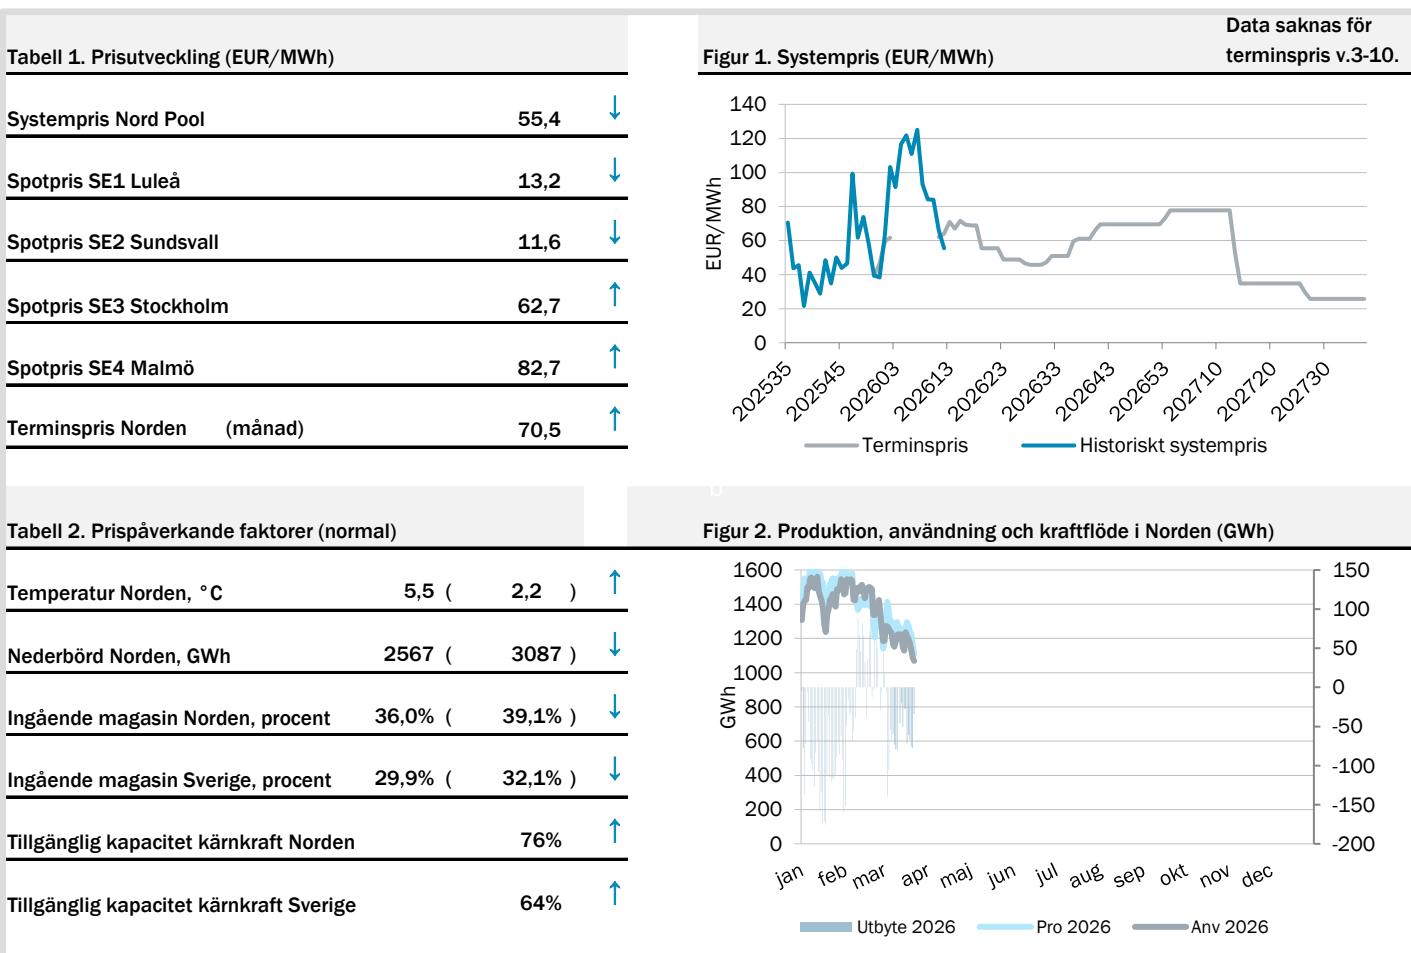 Tabell 1. Prisutveckling (EUR/MWh)
Systempris Nord Pool 55,4 ↓
Spotpris SE1 Luleå 13,2 ↓
Spotpris SE2 Sundsvall 11,6 ↓
Spotpris SE3 Stockholm 62,7 ↑
Spotpris SE4 Malmö 82,7 ↑
Terminspris Norden (månad) 70,5 ↑
Figur 1. Systempris (EUR/MWh)
Data saknas för
terminspris v.3-10.
140
120
100
80
60
40
20
0
EUR/MWh
202535 202545 202603 202613 202623 202633 202643 202653 202710 202720 202730
Terminspris Historiskt systempris
b
Tabell 2. Prispåverkande faktorer (normal)
Temperatur Norden, °C 5,5 ( 2,2 ) ↑
Nederbörd Norden, GWh 2567 ( 3087 ) ↓
Ingående magasin Norden, procent 36,0% ( 39,1% ) ↓
Ingående magasin Sverige, procent 29,9% ( 32,1% ) ↓
Tillgänglig kapacitet kärnkraft Norden 76% ↑
Tillgänglig kapacitet kärnkraft Sverige 64% ↑
Figur 2. Produktion, användning och kraftflöde i Norden (GWh)
1600
1400
1200
1000
800
600
400
200
0
GWh
150
100
50
0
-50
-100
-150
-200
jan feb mar apr maj jun jul aug sep okt nov dec
Utbyte 2026 Pro 2026 Anv 2026